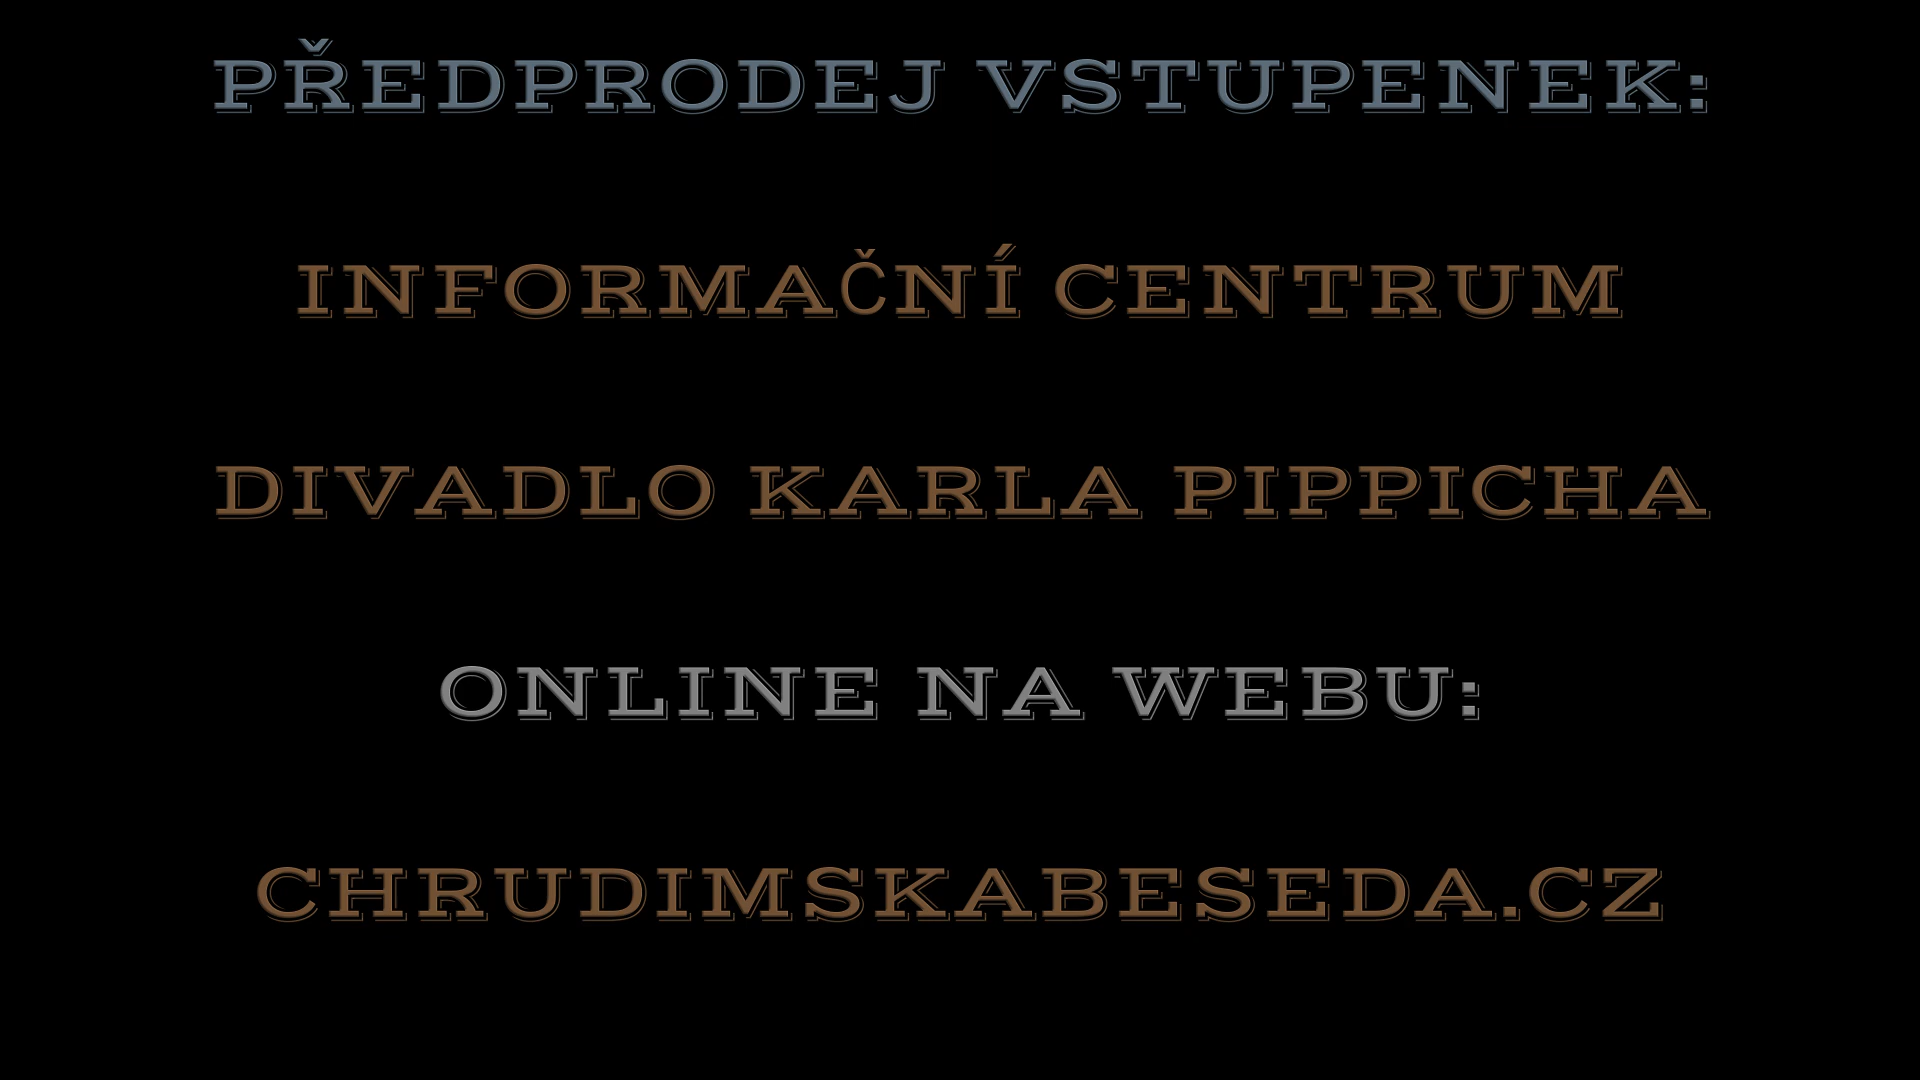 PŘEDPRODEJ VSTUPENEK:
INFORMAČNÍ CENTRUM
DIVADLO KARLA PIPPICHA
ONLINE NA WEBU:
CHRUDIMSKABESEDA.CZ